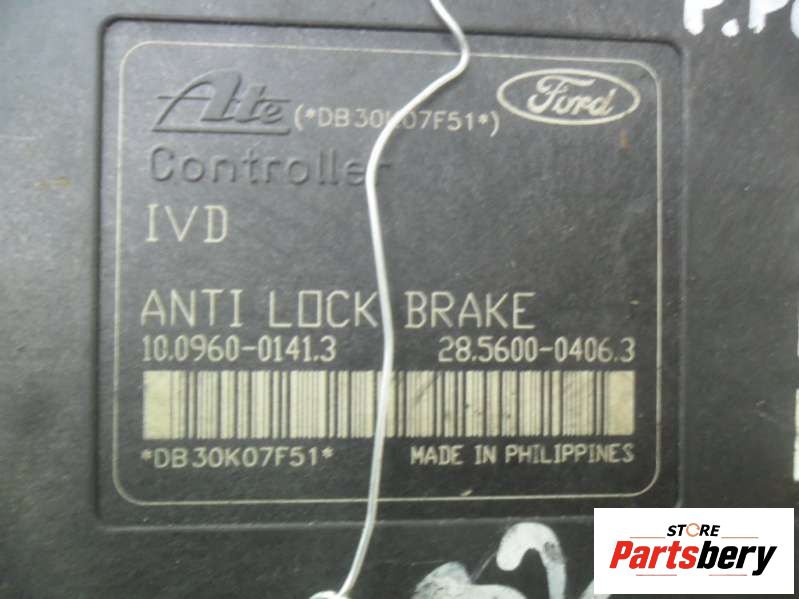 Ate (*DB30K07F51*) Ford
Controller
IVD
ANTI LOCK BRAKE
10.0960-0141.3 28.5600-0406.3
*DB30K07F51* MADE IN PHILIPPINES
STORE
Partsbery